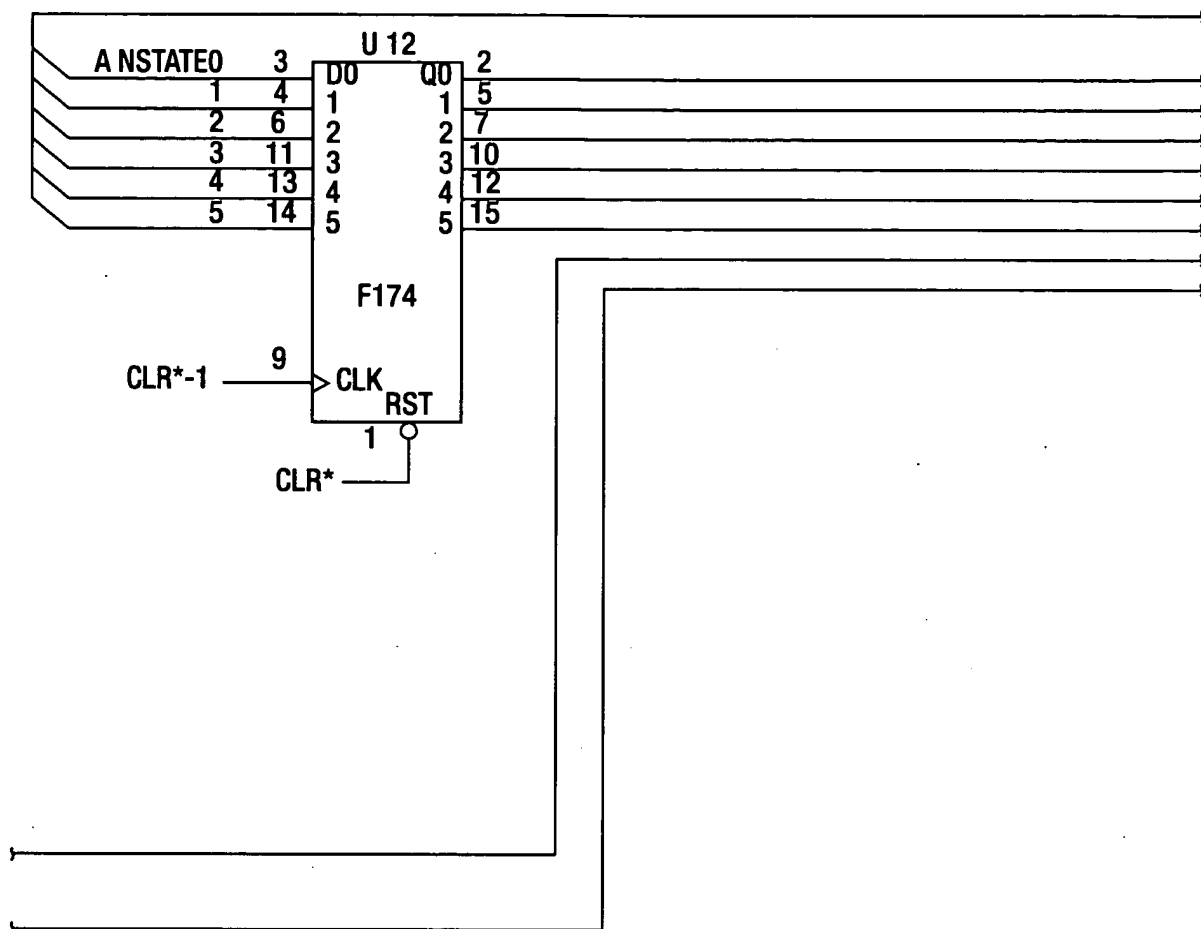 U 12
A NSTATE0 3 D0 Q0 2
1 4 1 1 5
2 6 2 2 7
3 11 3 3 10
4 13 4 4 12
5 14 5 5 15
F174
CLR*-1 9 CLK
RST
1
CLR*